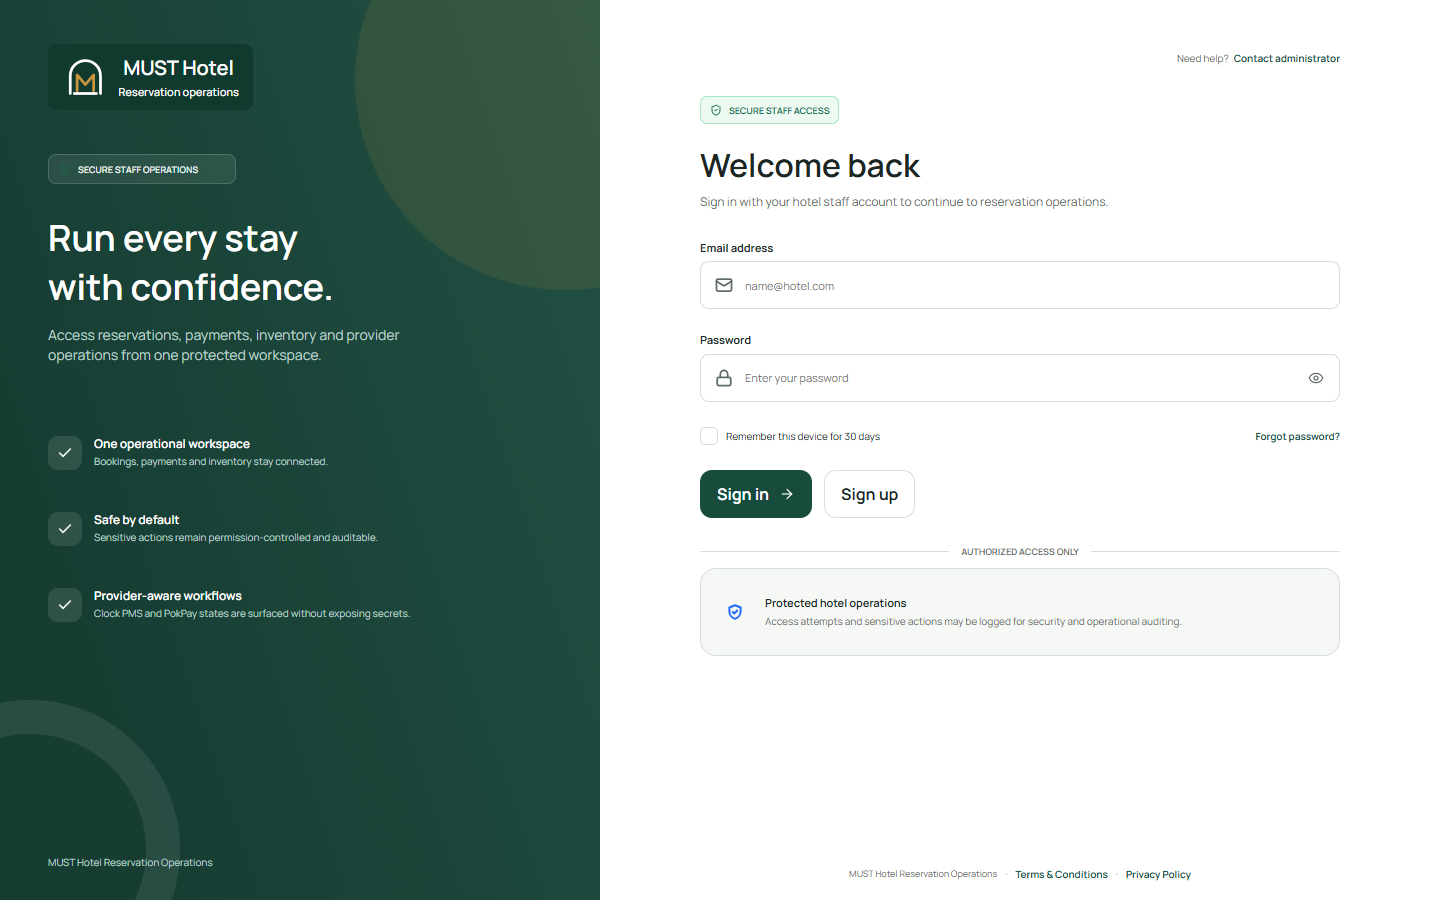 MUST Hotel
Reservation operations
SECURE STAFF OPERATIONS
Run every stay
with confidence.
Access reservations, payments, inventory and provider
operations from one protected workspace.
One operational workspace
Bookings, payments and inventory stay connected.
Safe by default
Sensitive actions remain permission-controlled and auditable.
Provider-aware workflows
Clock PMS and PokPay states are surfaced without exposing secrets.
MUST Hotel Reservation Operations
Need help? Contact administrator
SECURE STAFF ACCESS
Welcome back
Sign in with your hotel staff account to continue to reservation operations.
Email address
name@hotel.com
Password
Enter your password
Remember this device for 30 days
Forgot password?
Sign in
Sign up
AUTHORIZED ACCESS ONLY
Protected hotel operations
Access attempts and sensitive actions may be logged for security and operational auditing.
MUST Hotel Reservation Operations · Terms & Conditions · Privacy Policy